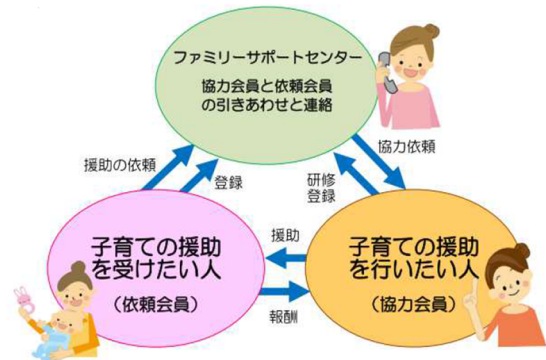 ファミリーサポートセンター
協力会員と依頼会員
の引きあわせと連絡
援助の依頼
登録
研修
登録
協力依頼
子育ての援助
を受けたい人
（依頼会員）
援助
報酬
子育ての援助
を行いたい人
（協力会員）